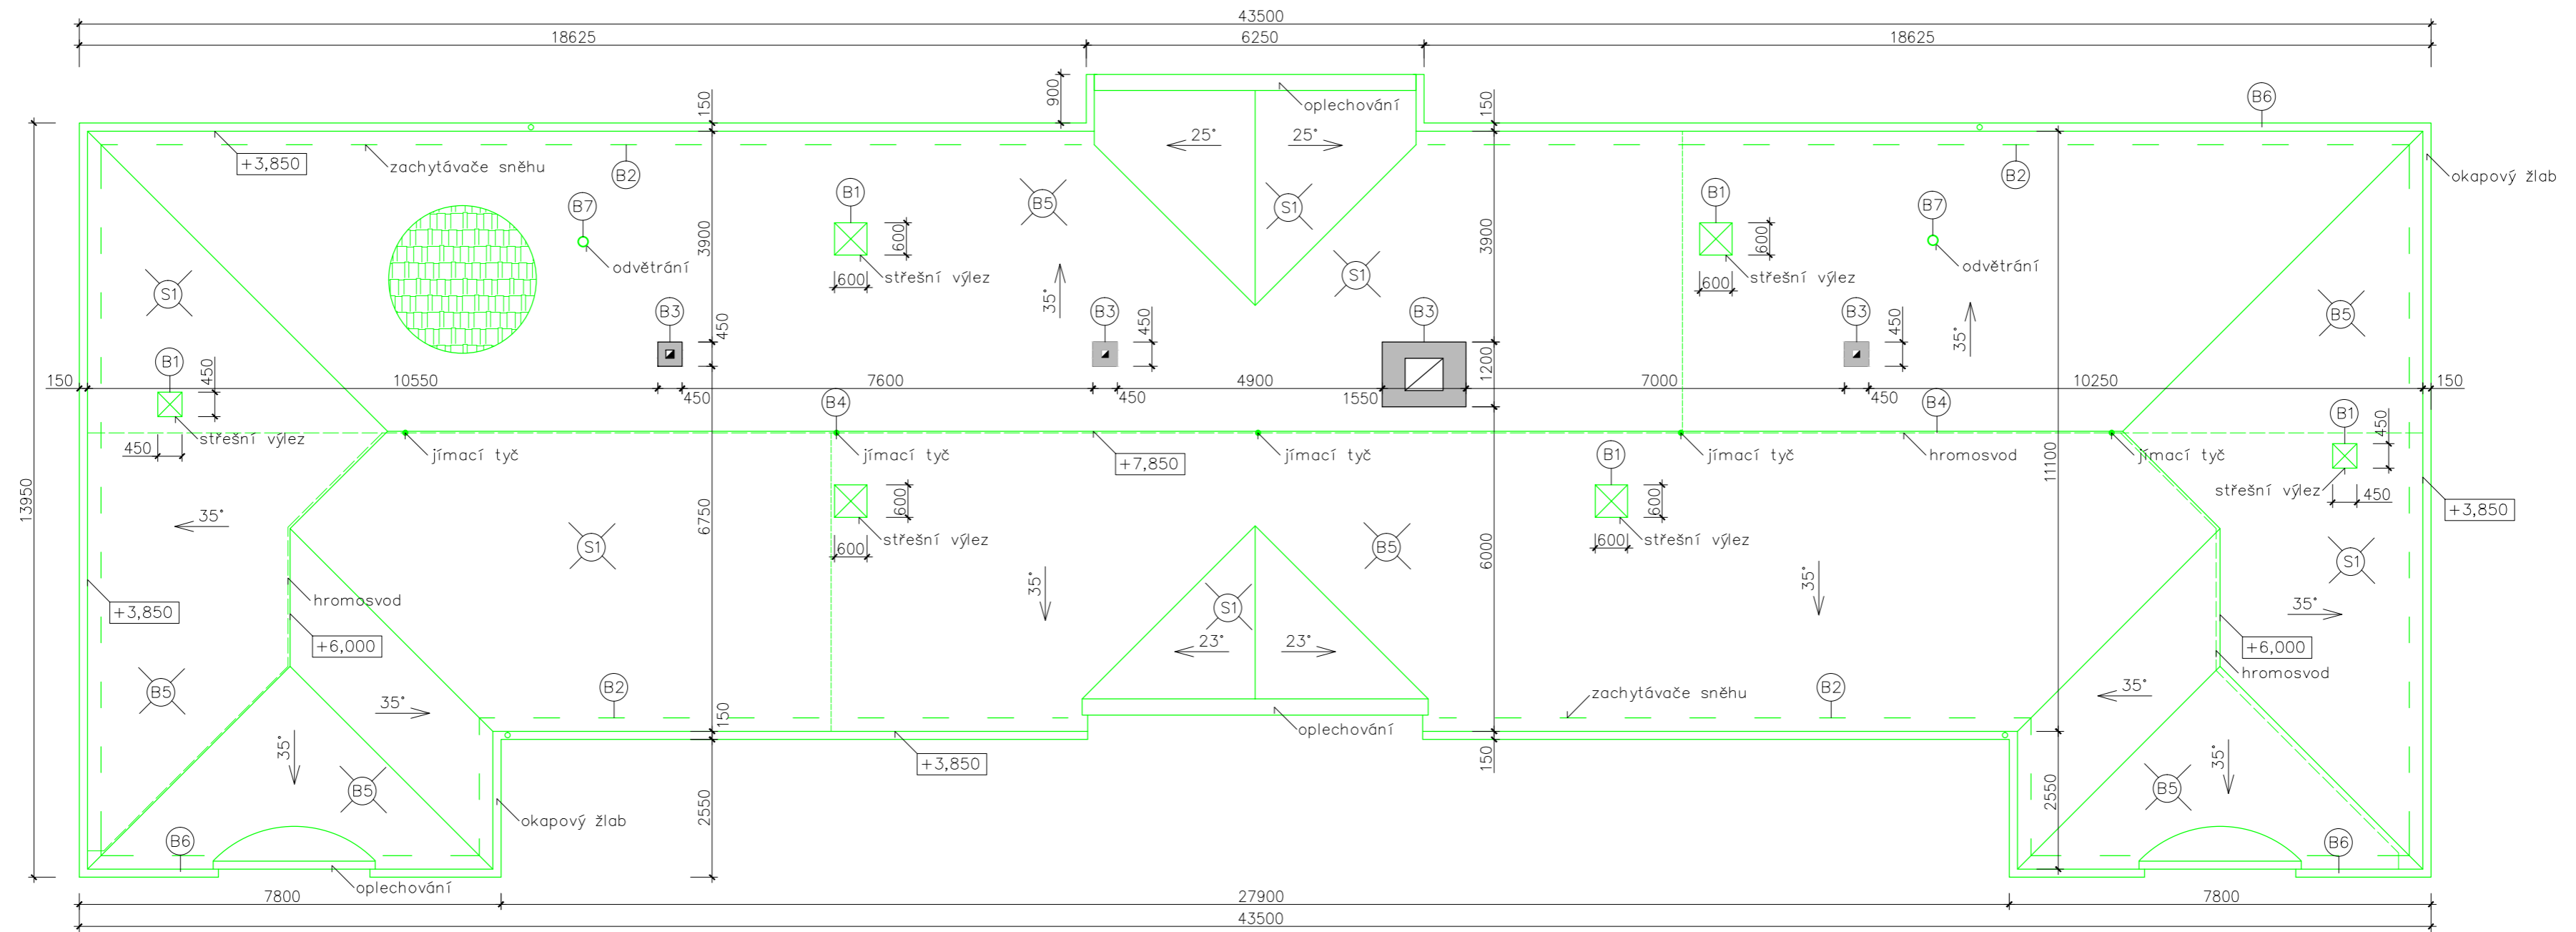 43500
18625
6250
18625
900
150
150
B6
oplechování
25°
25°
+3,850
zachytávače sněhu
B2
B2
okapový žlab
B7
B1
B5
S1
B1
B7
3900
600
3900
600
odvětrání
600
střešní výlez
35°
S1
600
střešní výlez
odvětrání
S1
B5
B3
450
B3
450
B3
1200
B3
450
35°
B1
450
150
10550
450
7600
450
4900
1550
7000
450
10250
150
B4
B4
B1
450
střešní výlez
450
jímací tyč
jímací tyč
+7,850
jímací tyč
jímací tyč
hromosvod
jímací tyč
11100
B1
450
střešní výlez
450
13950
35°
6750
600
600
střešní výlez
600
600
střešní výlez
+3,850
S1
B5
6000
S1
+3,850
hromosvod
35°
S1
35°
35°
+6,000
23°
23°
+6,000
hromosvod
B5
35°
B2
zachytávače sněhu
B2
35°
35°
150
oplechování
150
35°
+3,850
B5
B5
2550
2550
okapový žlab
B6
B6
oplechování
7800
27900
7800
43500